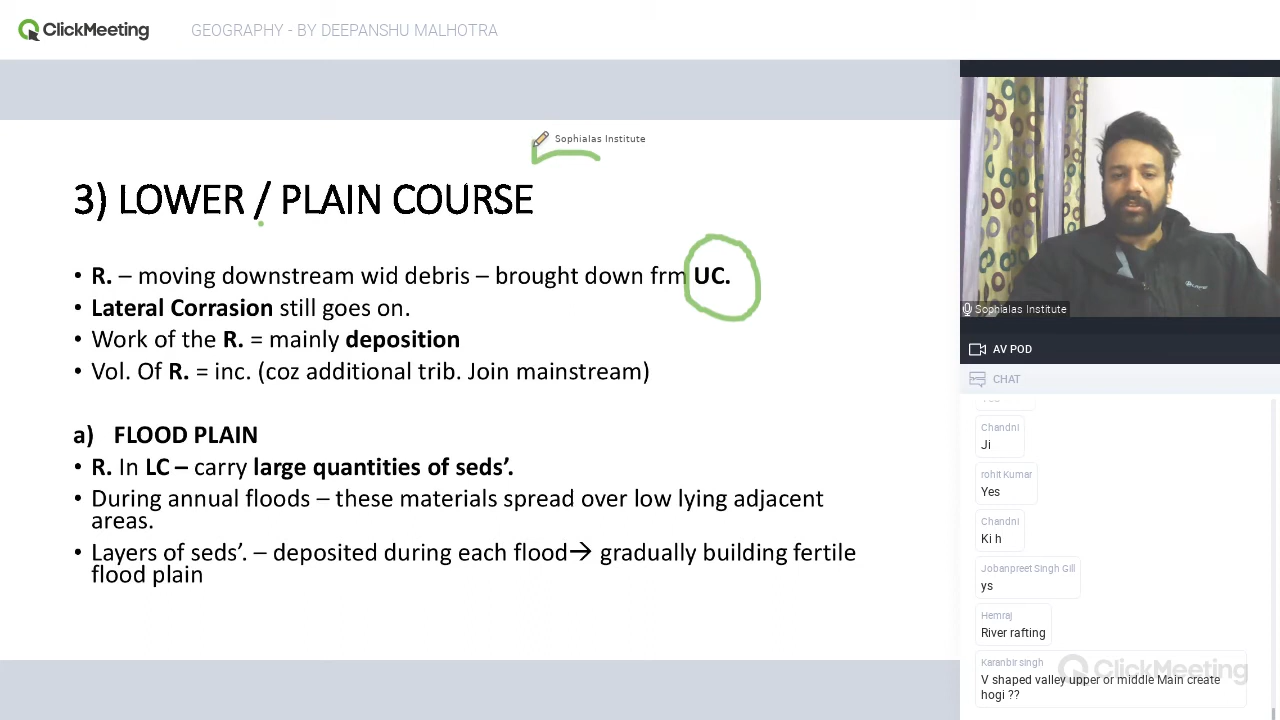 ClickMeeting
GEOGRAPHY - BY DEEPANSHU MALHOTRA
Sophialas Institute
3) LOWER / PLAIN COURSE
• R. – moving downstream wid debris – brought down frm UC.
• Lateral Corrasion still goes on.
• Work of the R. = mainly deposition
• Vol. Of R. = inc. (coz additional trib. Join mainstream)
a) FLOOD PLAIN
• R. In LC – carry large quantities of seds’.
• During annual floods – these materials spread over low lying adjacent
areas.
• Layers of seds’. – deposited during each flood→ gradually building fertile
flood plain
Sophialas Institute
AV POD
CHAT
Yes
Chandni
Ji
rohit Kumar
Yes
Chandni
Ki h
Jobanpreet Singh Gill
ys
Hemraj
River rafting
Karanbir singh
V shaped valley upper or middle Main create
hogi ??
ClickMeeting